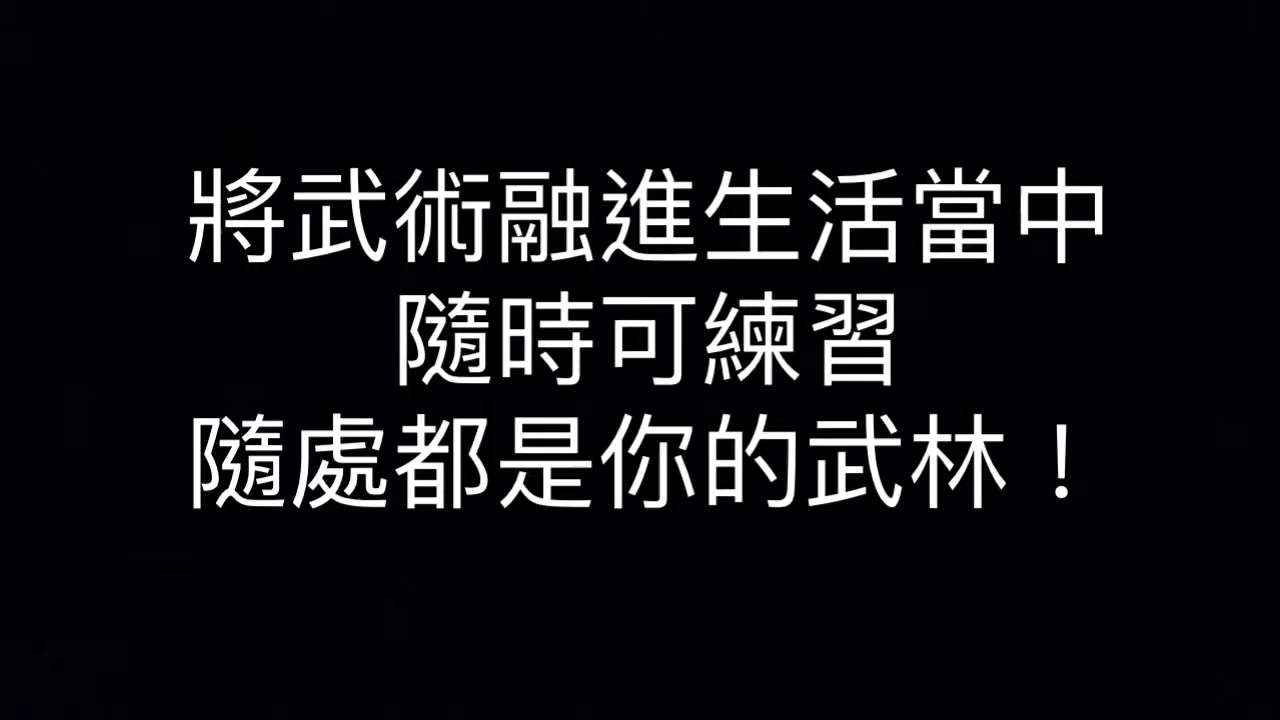 將武術融進生活當中
隨時可練習
隨處都是你的武林！